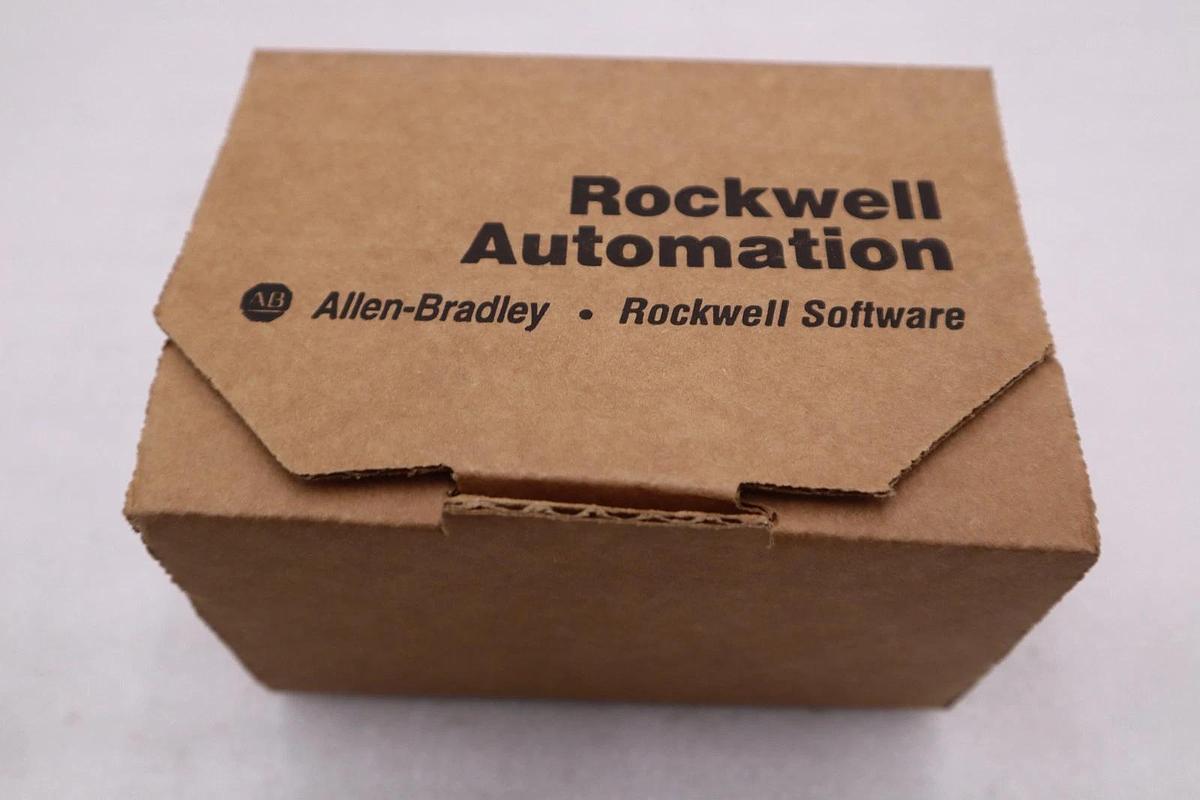 Rockwell
Automation
AB Allen-Bradley • Rockwell Software